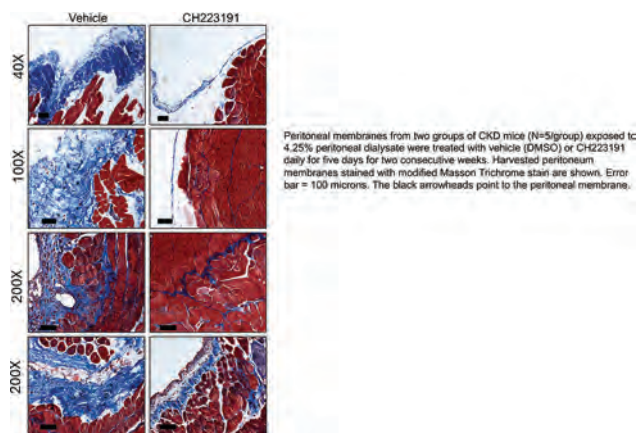 Vehicle CH223191
40X
100X
200X
200X
Peritoneal membranes from two groups of CKD mice (N=5/group) exposed to
4.25% peritoneal dialysate were treated with vehicle (DMSO) or CH223191
daily for five days for two consecutive weeks. Harvested peritoneum
membranes stained with modified Masson Trichrome stain are shown. Error
bar = 100 microns. The black arrowheads point to the peritoneal membrane.